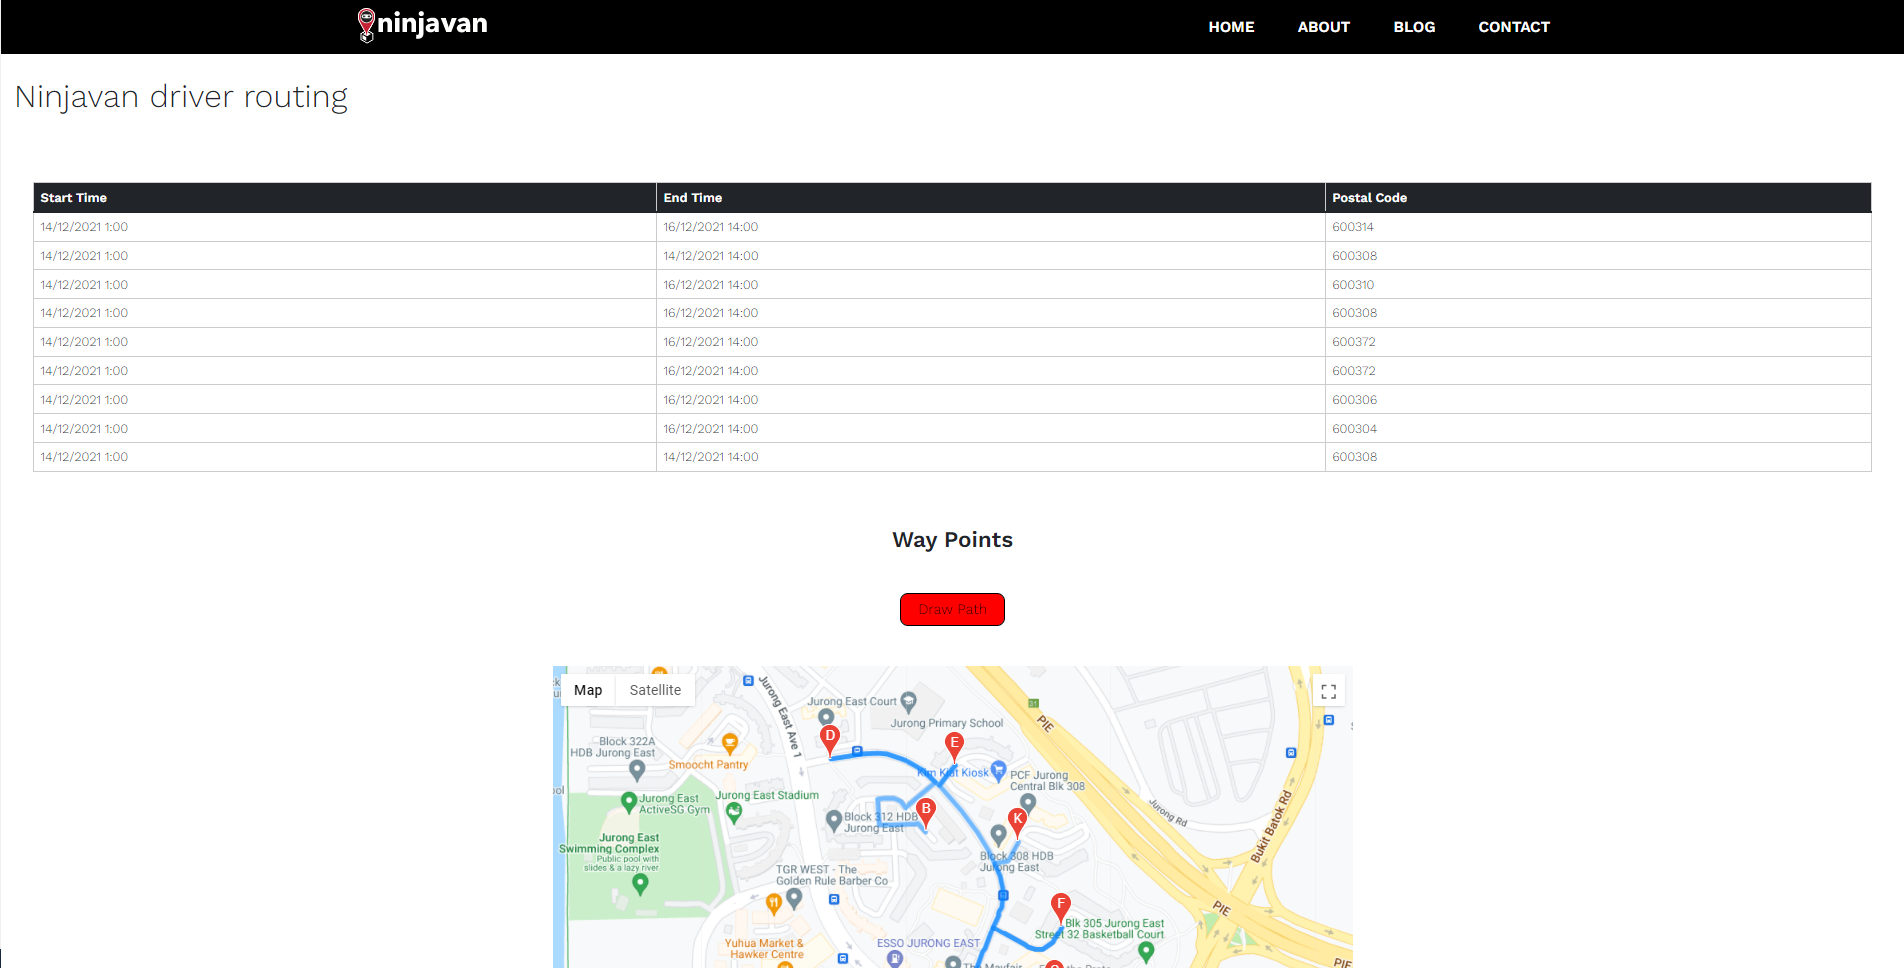 ninjavan
HOME ABOUT BLOG CONTACT
Ninjavan driver routing
Start Time End Time Postal Code
14/12/2021 1:00 16/12/2021 14:00 600314
14/12/2021 1:00 14/12/2021 14:00 600308
14/12/2021 1:00 16/12/2021 14:00 600310
14/12/2021 1:00 16/12/2021 14:00 600308
14/12/2021 1:00 16/12/2021 14:00 600372
14/12/2021 1:00 16/12/2021 14:00 600372
14/12/2021 1:00 16/12/2021 14:00 600306
14/12/2021 1:00 16/12/2021 14:00 600304
14/12/2021 1:00 14/12/2021 14:00 600308
Way Points
Draw Path
Map Satellite
Jurong East Ave 1
Jurong East Court
Jurong Primary School
PIE
Block 322A
HDB Jurong East
Smoocht Pantry
D
E
Kim Kiat Kiosk
PCF Jurong
Central Blk 308
Jurong East
ActiveSG Gym
Jurong East Stadium
B
Block 312 HDB
Jurong East
K
Jurong Rd
Bukit Batok Rd
Jurong East
Swimming Complex
Public pool with
slides & a lazy river
Block 308 HDB
Jurong East
TGR WEST - The
Golden Rule Barber Co
F
PIE
Blk 305 Jurong East
Street 32 Basketball Court
Yuhua Market &
Hawker Centre
ESSO JURONG EAST
The Mayfair
PIE